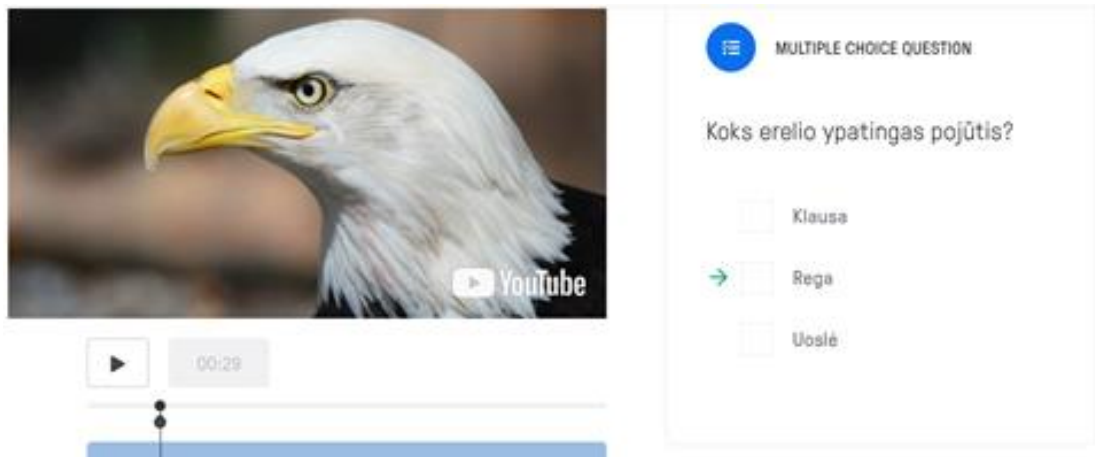 YouTube
00:29
MULTIPLE CHOICE QUESTION
Koks erelio ypatingas pojūtis?
Klausa
Rega
Uoslė